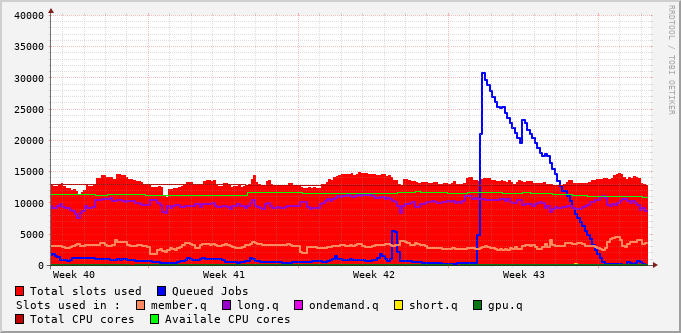 40000
35000
30000
25000
20000
15000
10000
5000
0
Week 40 Week 41 Week 42 Week 43
RRDTOOL / TOBI OETIKER
Total slots used Queued Jobs
Slots used in : member.q long.q ondemand.q short.q gpu.q
Total CPU cores Availale CPU cores